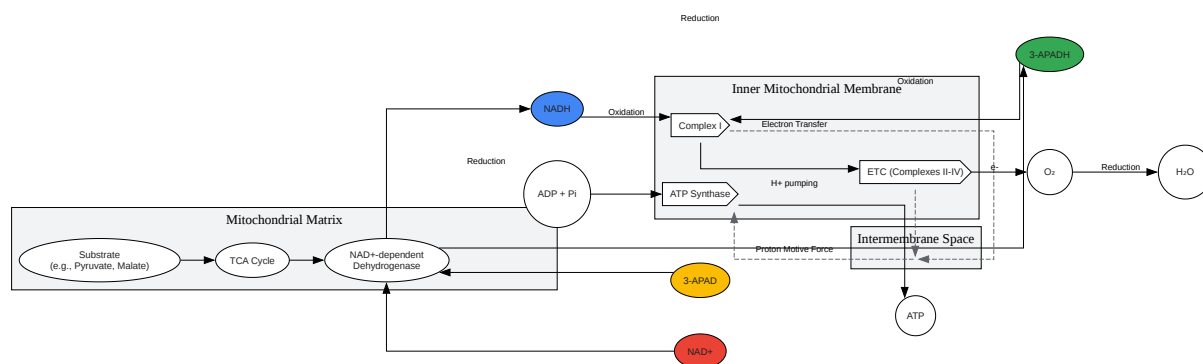 Reduction
3-APADH
Oxidation
Inner Mitochondrial Membrane
NADH
Oxidation
Complex I
Electron Transfer
Reduction
ETC (Complexes II-IV)
e-
O₂
Reduction
H₂O
H+ pumping
ADP + Pi
ATP Synthase
Mitochondrial Matrix
Intermembrane Space
Proton Motive Force
Substrate
(e.g., Pyruvate, Malate)
TCA Cycle
NAD+-dependent
Dehydrogenase
3-APAD
ATP
NAD+